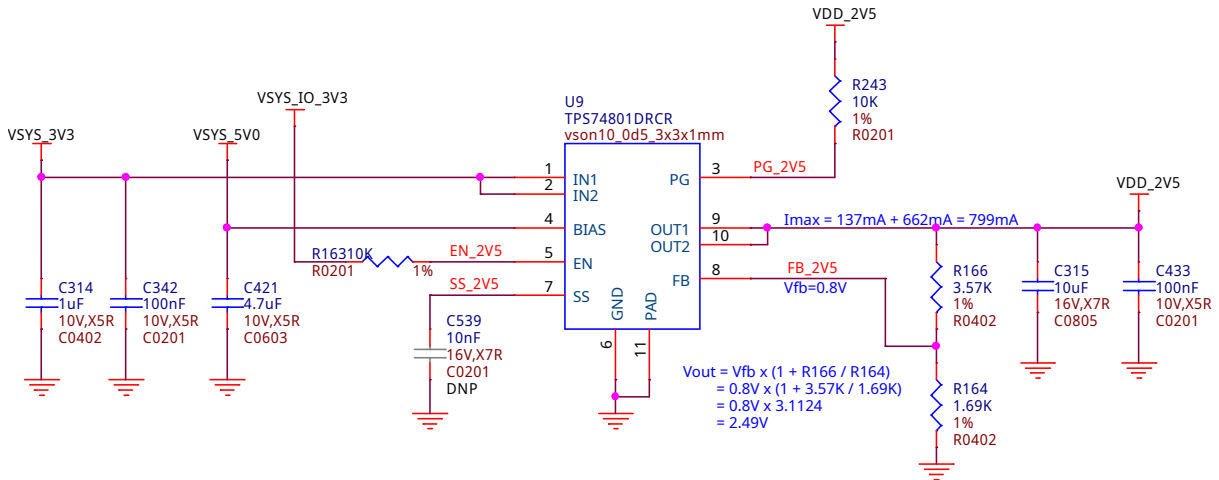 VDD_2V5
R243
10K
1%
R0201
VSYS_IO_3V3
U9
TPS74801DRCR
vson10_0d5_3x3x1mm
VSYS_3V3
VSYS_5V0
1
IN1
2
IN2
4
BIAS
5
EN
7
SS
3
PG
9
OUT1
10
OUT2
8
FB
6
GND
11
PAD
PG_2V5
VDD_2V5
Imax = 137mA + 662mA = 799mA
R16310K
R0201
1%
EN_2V5
SS_2V5
FB_2V5
Vfb=0.8V
C314
1uF
10V,X5R
C0402
C342
100nF
10V,X5R
C0201
C421
4.7uF
10V,X5R
C0603
C539
10nF
16V,X7R
C0201
DNP
R166
3.57K
1%
R0402
C315
10uF
16V,X7R
C0805
C433
100nF
10V,X5R
C0201
Vout = Vfb x (1 + R166 / R164)
= 0.8V x (1 + 3.57K / 1.69K)
= 0.8V x 3.1124
= 2.49V
R164
1.69K
1%
R0402